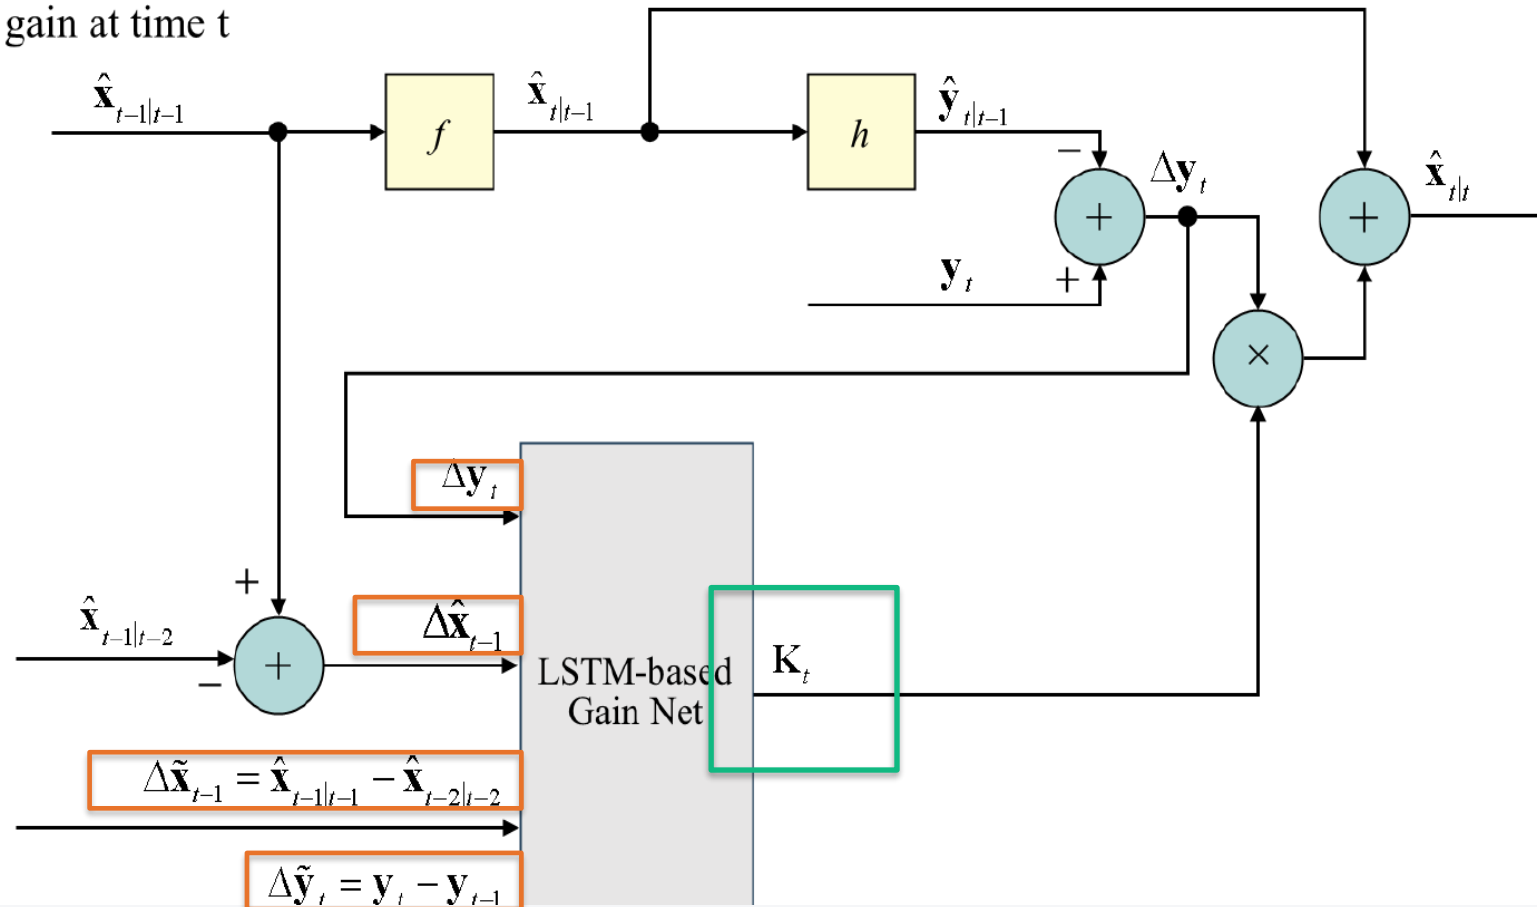 gain at time t
x̂ₜ₋₁|ₜ₋₁
f
x̂ₜ|ₜ₋₁
h
ŷₜ|ₜ₋₁
−
+
Δyₜ
+
x̂ₜ|ₜ
yₜ
+
×
Δyₜ
+
x̂ₜ₋₁|ₜ₋₂
−
+
Δx̂ₜ₋₁
LSTM-based
Gain Net
Kₜ
Δx̃ₜ₋₁ = x̂ₜ₋₁|ₜ₋₁ − x̂ₜ₋₂|ₜ₋₂
Δỹₜ = yₜ − yₜ₋₁